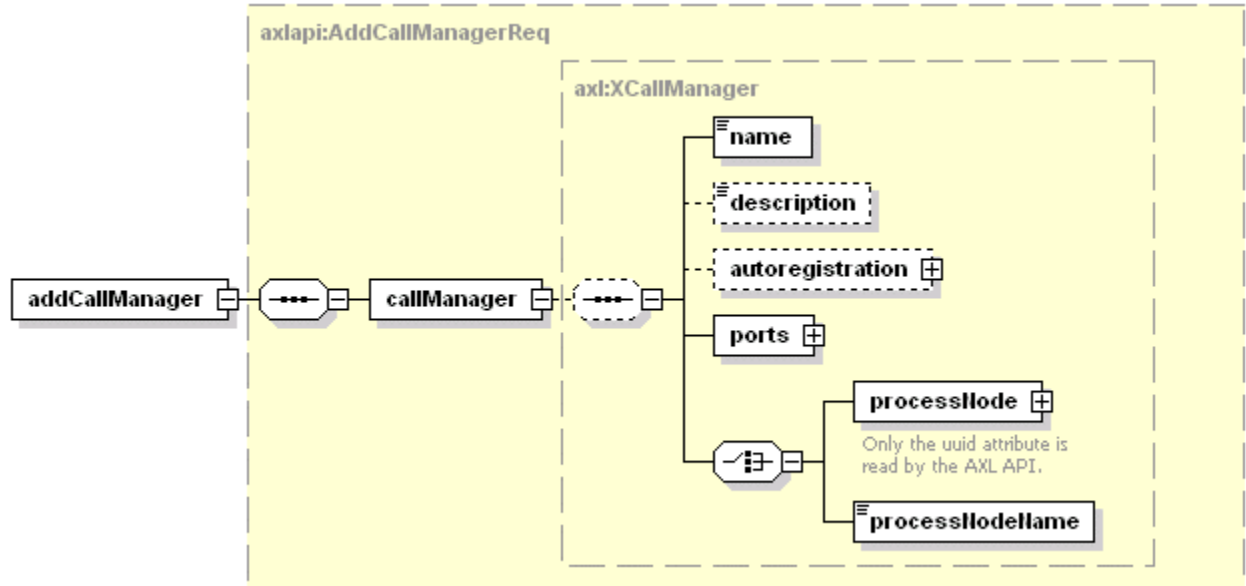 axlapi:AddCallManagerReq
axl:XCallManager
name
description
autoregistration
addCallManager
callManager
ports
processNode
Only the uuid attribute is
read by the AXL API.
processNodeName